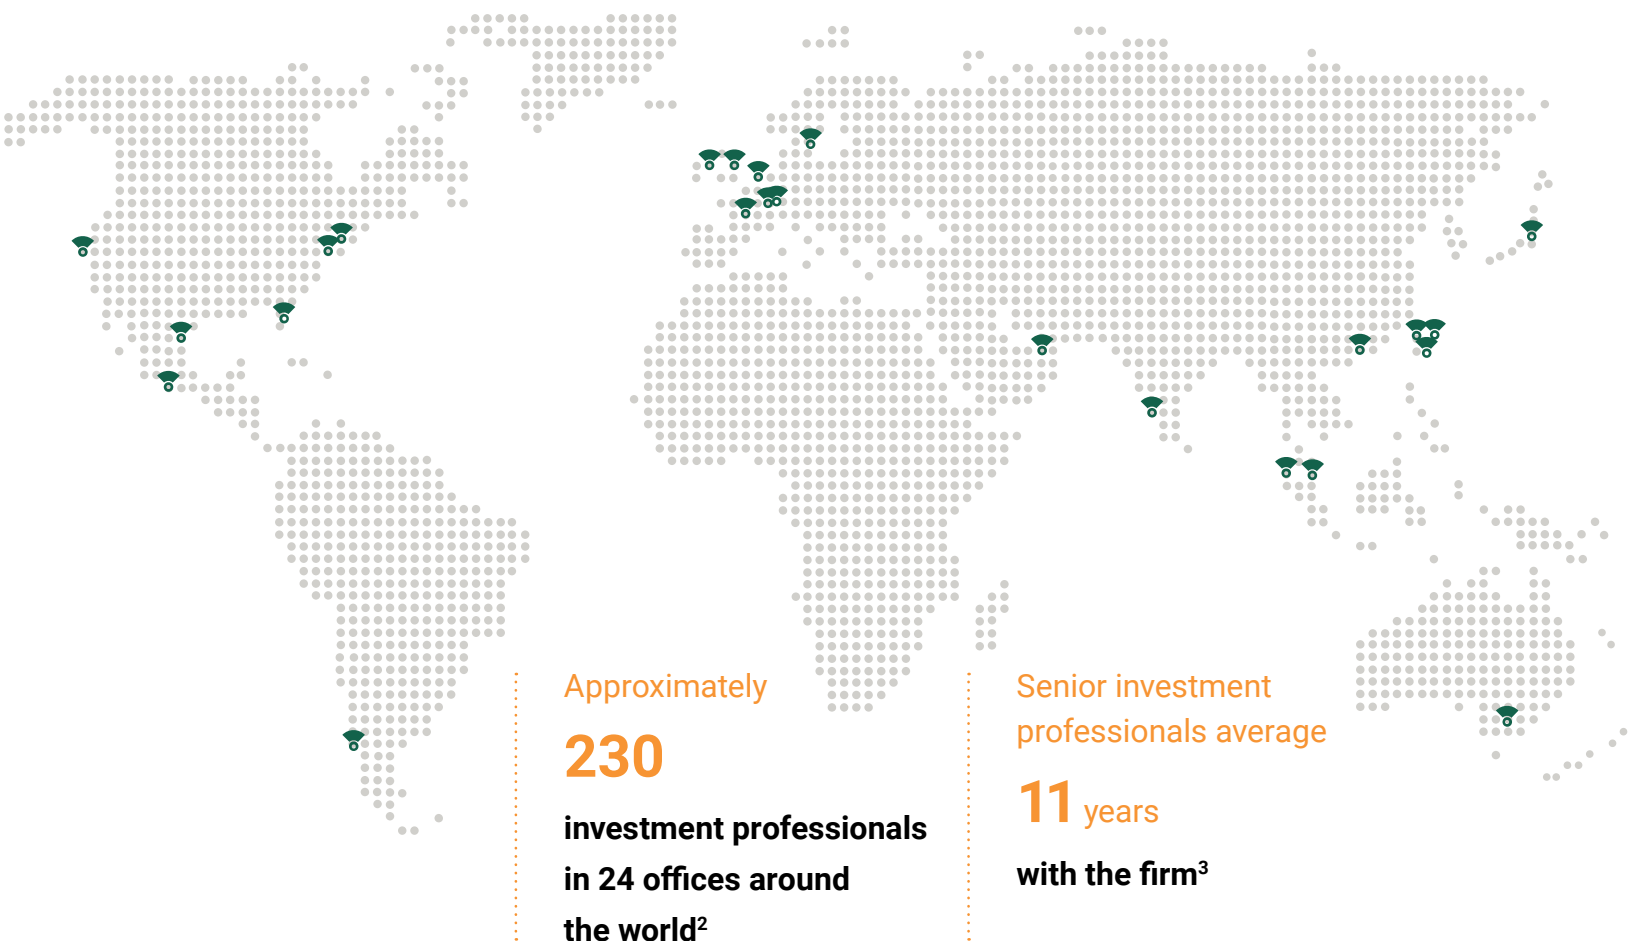 Approximately
230
investment professionals
in 24 offices around
the world2
Senior investment
professionals average
11 years
with the firm3